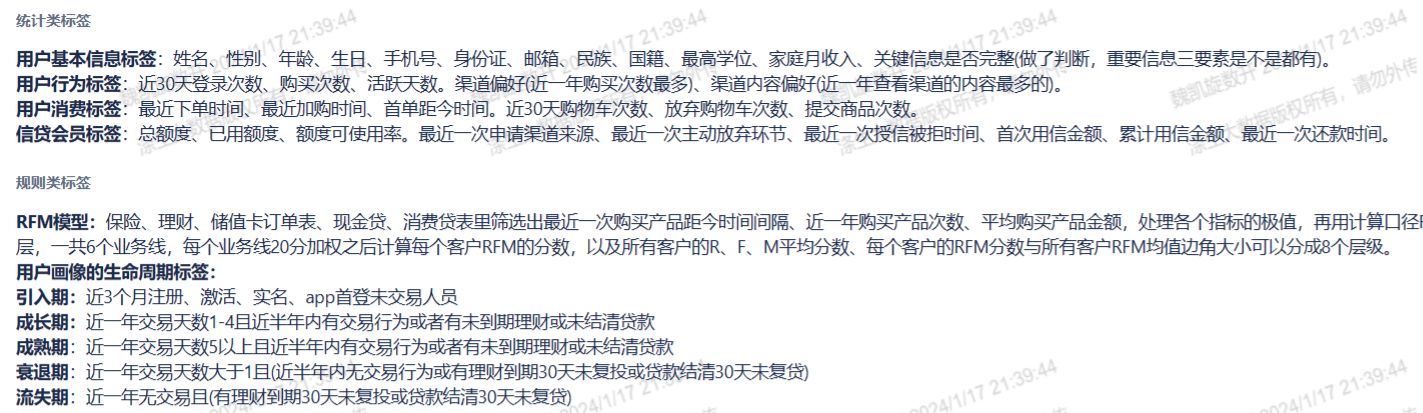 统计类标签
用户基本信息标签：姓名、性别、年龄、生日、手机号、身份证、邮箱、民族、国籍、最高学位、家庭月收入、关键信息是否完整(做了判断，重要信息三要素是不是都有)。
用户行为标签：近30天登录次数、购买次数、活跃天数。渠道偏好(近一年购买次数最多)、渠道内容偏好(近一年查看渠道的内容最多的)。
用户消费标签：最近下单时间、最近加购时间、首单距今时间。近30天购物车次数、放弃购物车次数、提交商品次数。
信贷会员标签：总额度、已用额度、额度可使用率。最近一次申请渠道来源、最近一次主动放弃环节、最近一次授信被拒时间、首次用信金额、累计用信金额、最近一次还款时间。
规则类标签
RFM模型：保险、理财、储值卡订单表、现金贷、消费贷表里筛选出最近一次购买产品距今时间间隔、近一年购买产品次数、平均购买产品金额，处理各个指标的极值，再用计算口径
层，一共6个业务线，每个业务线20分加权之后计算每个客户RFM的分数，以及所有客户的R、F、M平均分数、每个客户的RFM分数与所有客户RFM均值边角大小可以分成8个层级。
用户画像的生命周期标签：
引入期：近3个月注册、激活、实名、app首登未交易人员
成长期：近一年交易天数1-4且近半年内有交易行为或者有未到期理财或未结清贷款
成熟期：近一年交易天数5以上且近半年内有交易行为或者有未到期理财或未结清贷款
衰退期：近一年交易天数大于1且(近半年内无交易行为或有理财到期30天未复投或贷款结清30天未复贷)
流失期：近一年无交易且(有理财到期30天未复投或贷款结清30天未复贷)